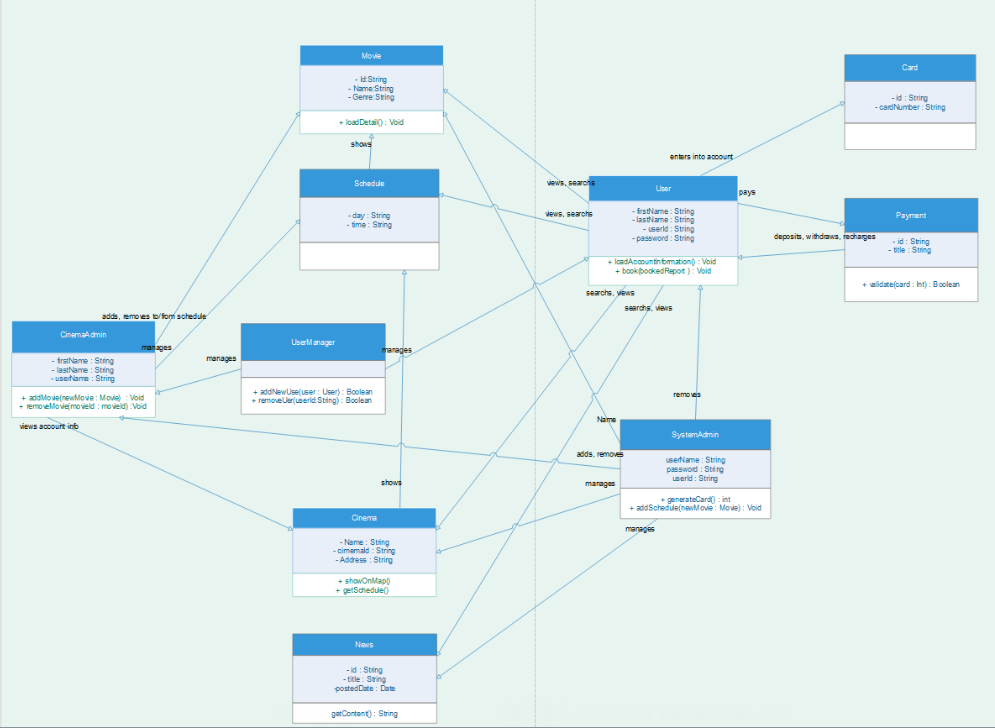 Movie
- Id:String
- Name:String
- Genre:String
+ loadDetail() : Void
shows
Schedule
- day : String
- time : String
Card
- id : String
- cardNumber : String
enters into account
User
- firstName : String
- lastName : String
- userId : String
- password : String
+ loadAccountInformation() : Void
+ book(bookedReport ) : Void
views, searchs
views, searchs
pays
Payment
- id : String
- title : String
+ validate(card : Int) : Boolean
deposits, withdraws, recharges
searchs, views
searchs, views
adds, removes to/from schedule
CinemaAdmin
- firstName : String
- lastName : String
- userName : String
+ addMovie(newMovie : Movie) : Void
+ removeMovie(movieId : movieId) :Void
manages
views account info
UserManager
+ addNewUse(user : User) : Boolean
+ removeUer(userId:String) : Boolean
manages
manages
removes
Name
SystemAdmin
userName : String
password : String
userId : String
+ generateCard() : int
+ addSchedule(newMovie : Movie) : Void
adds, removes
manages
manages
shows
Cinema
- Name : String
- cimemaId : String
- Address : String
+ showOnMap()
+ getSchedule()
News
- id : String
- title : String
-postedDate : Date
getContent() : String